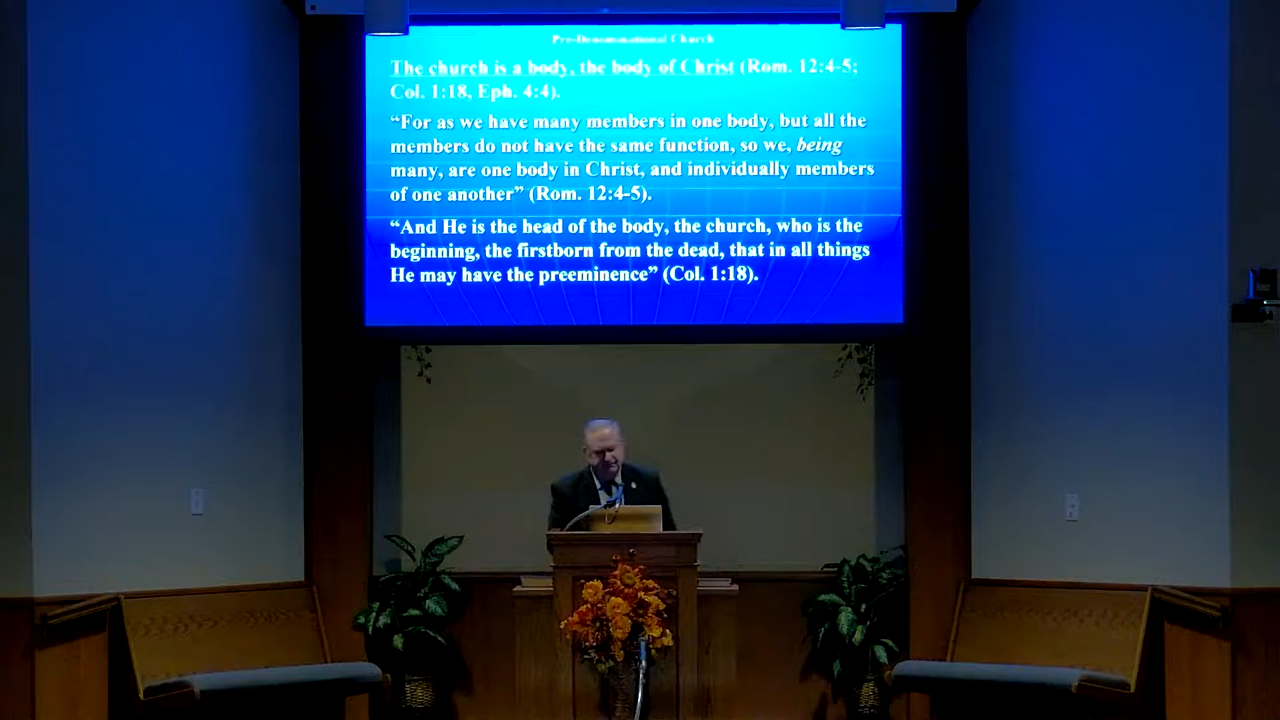 Pre-Denominational Church
The church is a body, the body of Christ (Rom. 12:4-5;
Col. 1:18, Eph. 4:4).
“For as we have many members in one body, but all the
members do not have the same function, so we, being
many, are one body in Christ, and individually members
of one another” (Rom. 12:4-5).
“And He is the head of the body, the church, who is the
beginning, the firstborn from the dead, that in all things
He may have the preeminence” (Col. 1:18).